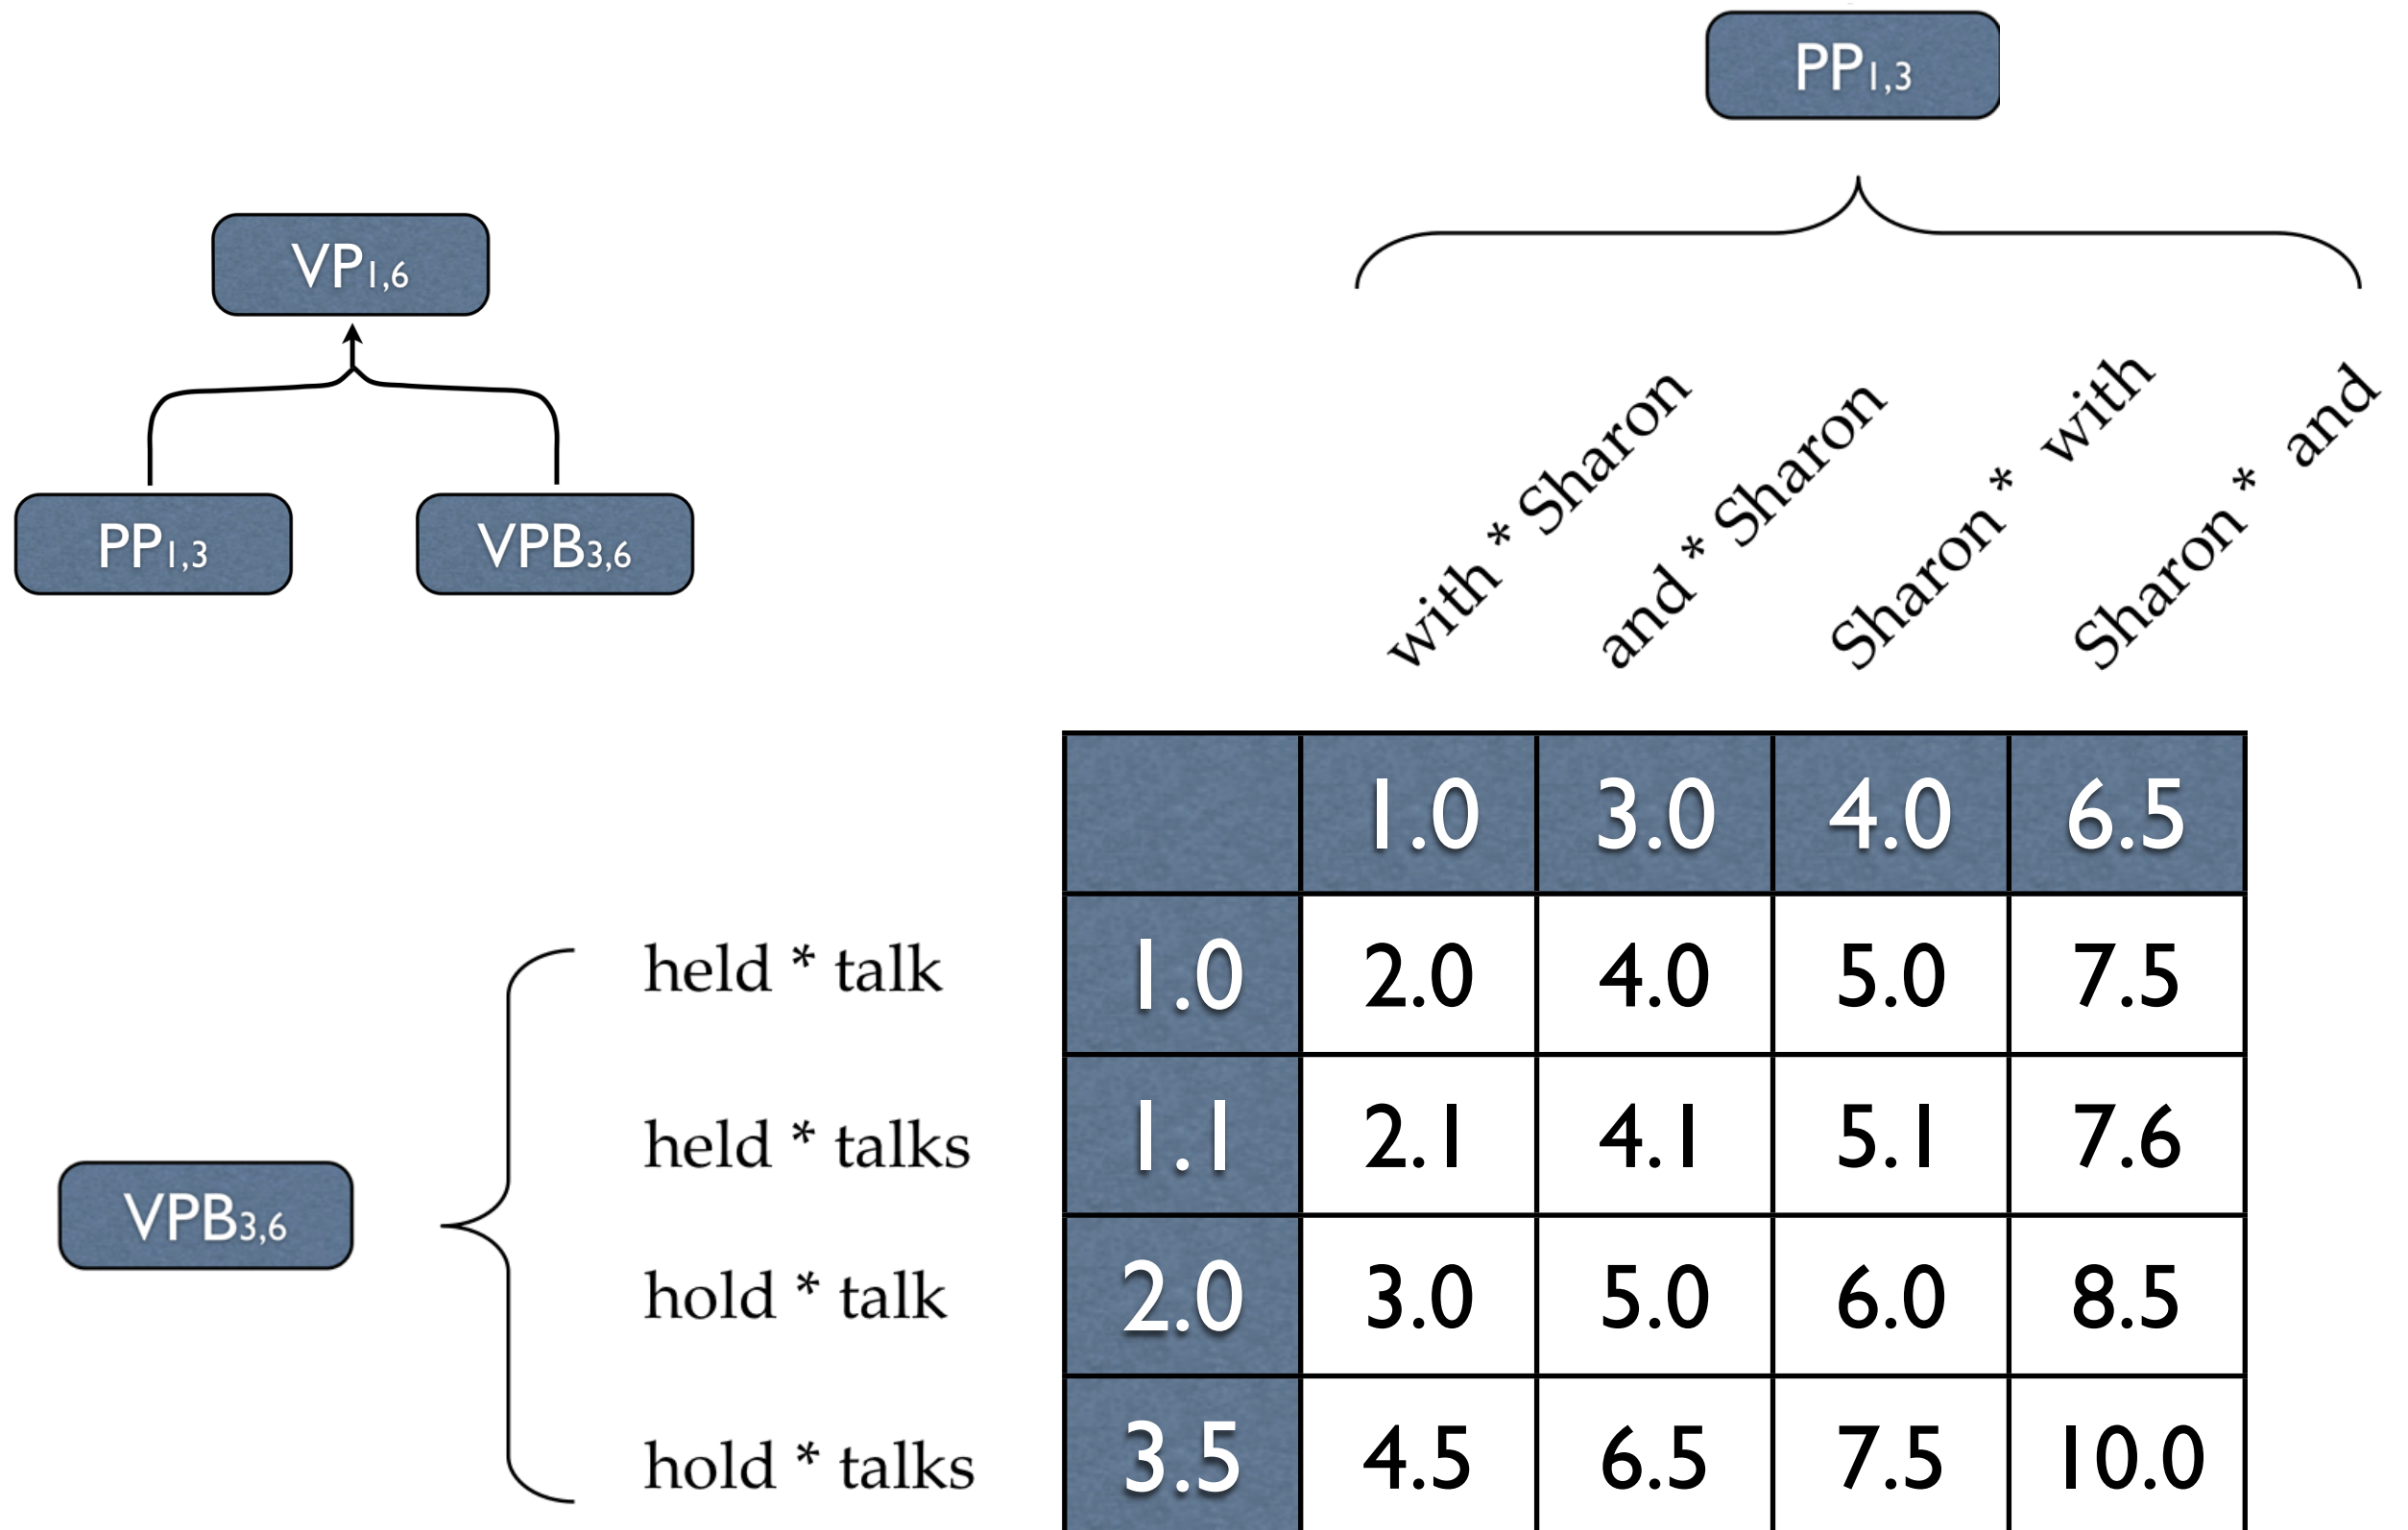 PP1,3
VP1,6
PP1,3 VPB3,6
with * Sharon
and * Sharon
Sharon * with
Sharon * and
1.0 3.0 4.0 6.5
held * talk 1.0 2.0 4.0 5.0 7.5
held * talks 1.1 2.1 4.1 5.1 7.6
VPB3,6
hold * talk 2.0 3.0 5.0 6.0 8.5
hold * talks 3.5 4.5 6.5 7.5 10.0